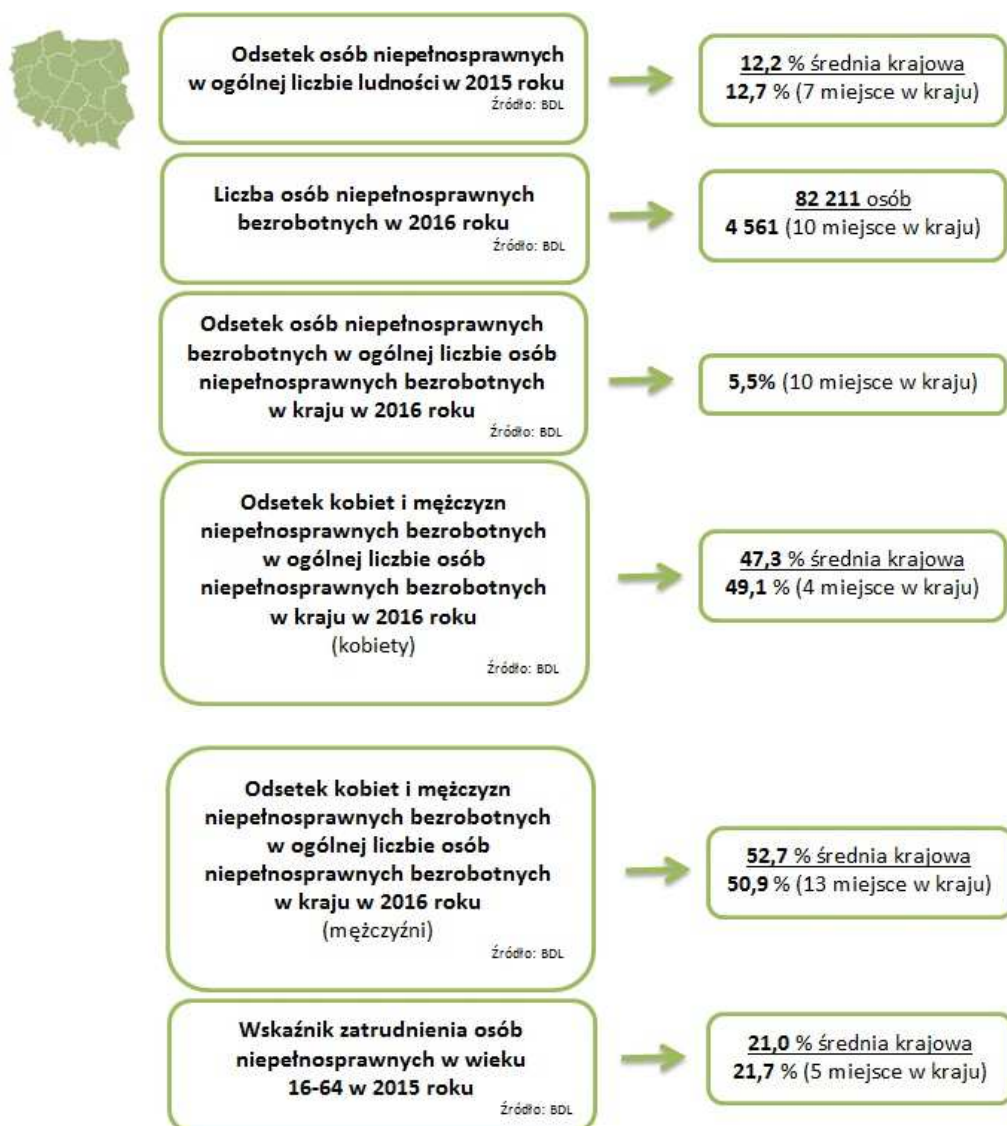 Odsetek osób niepełnosprawnych
w ogólnej liczbie ludności w 2015 roku
Źródło: BDL
12,2 % średnia krajowa
12,7 % (7 miejsce w kraju)
Liczba osób niepełnosprawnych
bezrobotnych w 2016 roku
Źródło: BDL
82 211 osób
4 561 (10 miejsce w kraju)
Odsetek osób niepełnosprawnych
bezrobotnych w ogólnej liczbie osób
niepełnosprawnych bezrobotnych
w kraju w 2016 roku
Źródło: BDL
5,5% (10 miejsce w kraju)
Odsetek kobiet i mężczyzn
niepełnosprawnych bezrobotnych
w ogólnej liczbie osób
niepełnosprawnych bezrobotnych
w kraju w 2016 roku
(kobiety)
Źródło: BDL
47,3 % średnia krajowa
49,1 % (4 miejsce w kraju)
Odsetek kobiet i mężczyzn
niepełnosprawnych bezrobotnych
w ogólnej liczbie osób
niepełnosprawnych bezrobotnych
w kraju w 2016 roku
(mężczyźni)
Źródło: BDL
52,7 % średnia krajowa
50,9 % (13 miejsce w kraju)
Wskaźnik zatrudnienia osób
niepełnosprawnych w wieku
16-64 w 2015 roku
Źródło: BDL
21,0 % średnia krajowa
21,7 % (5 miejsce w kraju)